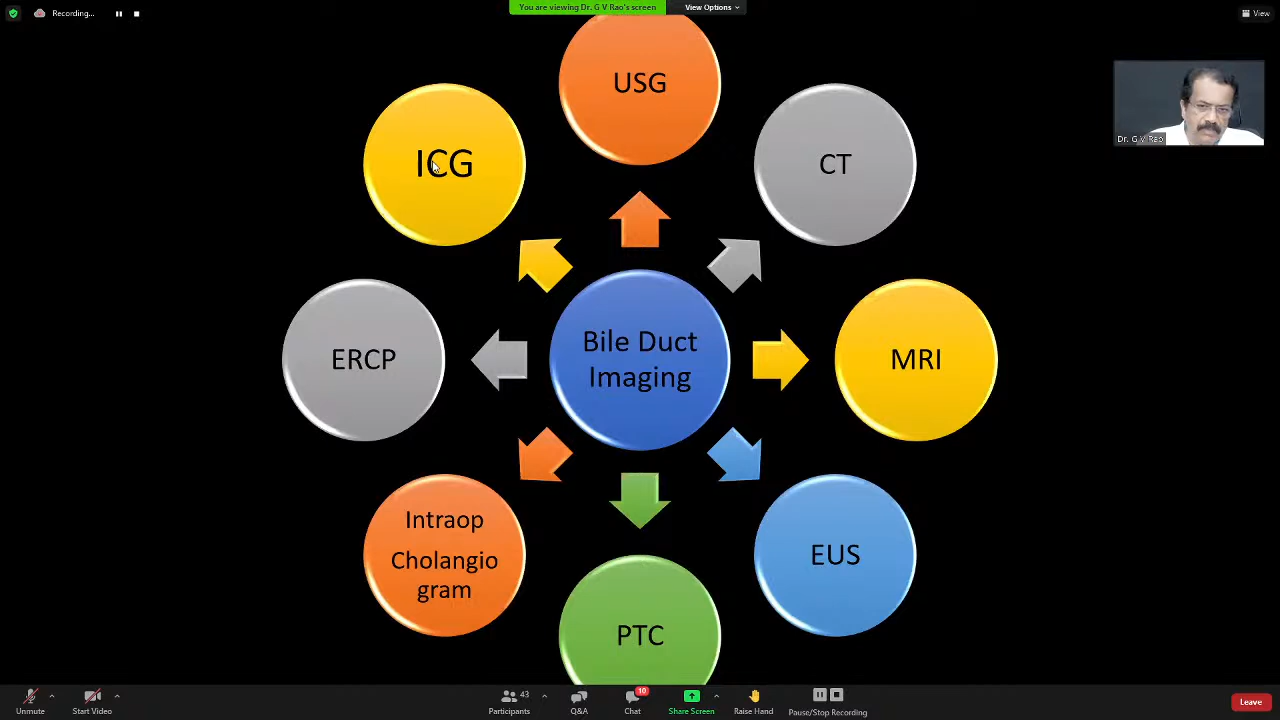 Recording...
You are viewing Dr. G V Rao's screen
View Options
View
USG
ICG
CT
Dr. G V Rao
Bile Duct
Imaging
ERCP
MRI
Intraop
Cholangio
gram
EUS
PTC
Unmute
Start Video
43
Participants
Q&A
10
Chat
Share Screen
Raise Hand
Pause/Stop Recording
Leave